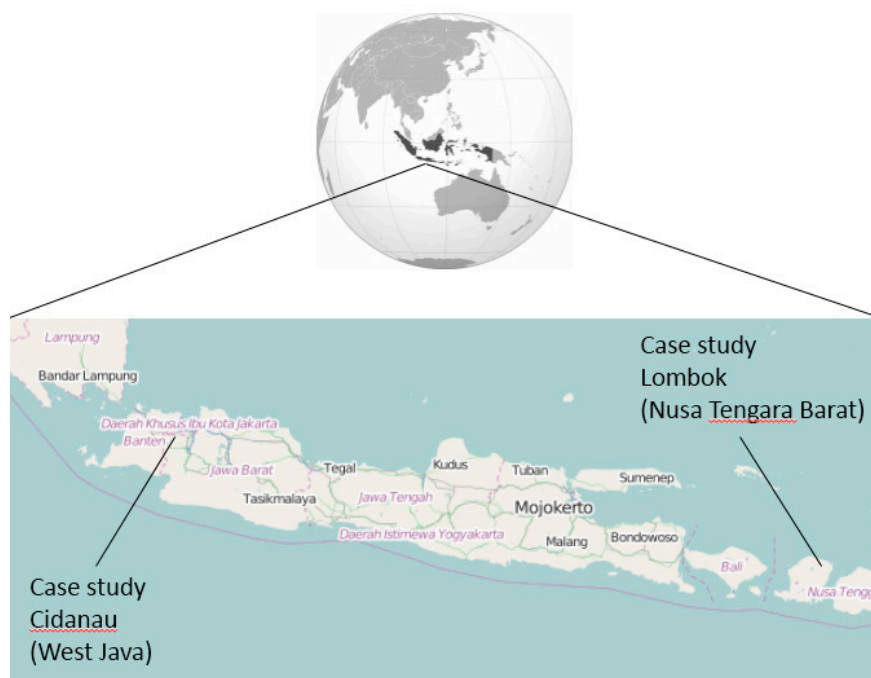 Lampung
Bandar Lampung
Case study
Lombok
(Nusa Tengara Barat)
Daerah Khusus Ibu Kota Jakarta
Banten
Jawa Barat
Tegal
Kudus
Tuban
Sumenep
Tasikmalaya
Jawa Tengah
Mojokerto
Daerah Istimewa Yogyakarta
Malang
Bondowoso
Bali
Nusa Tengg
Case study
Cidanau
(West Java)